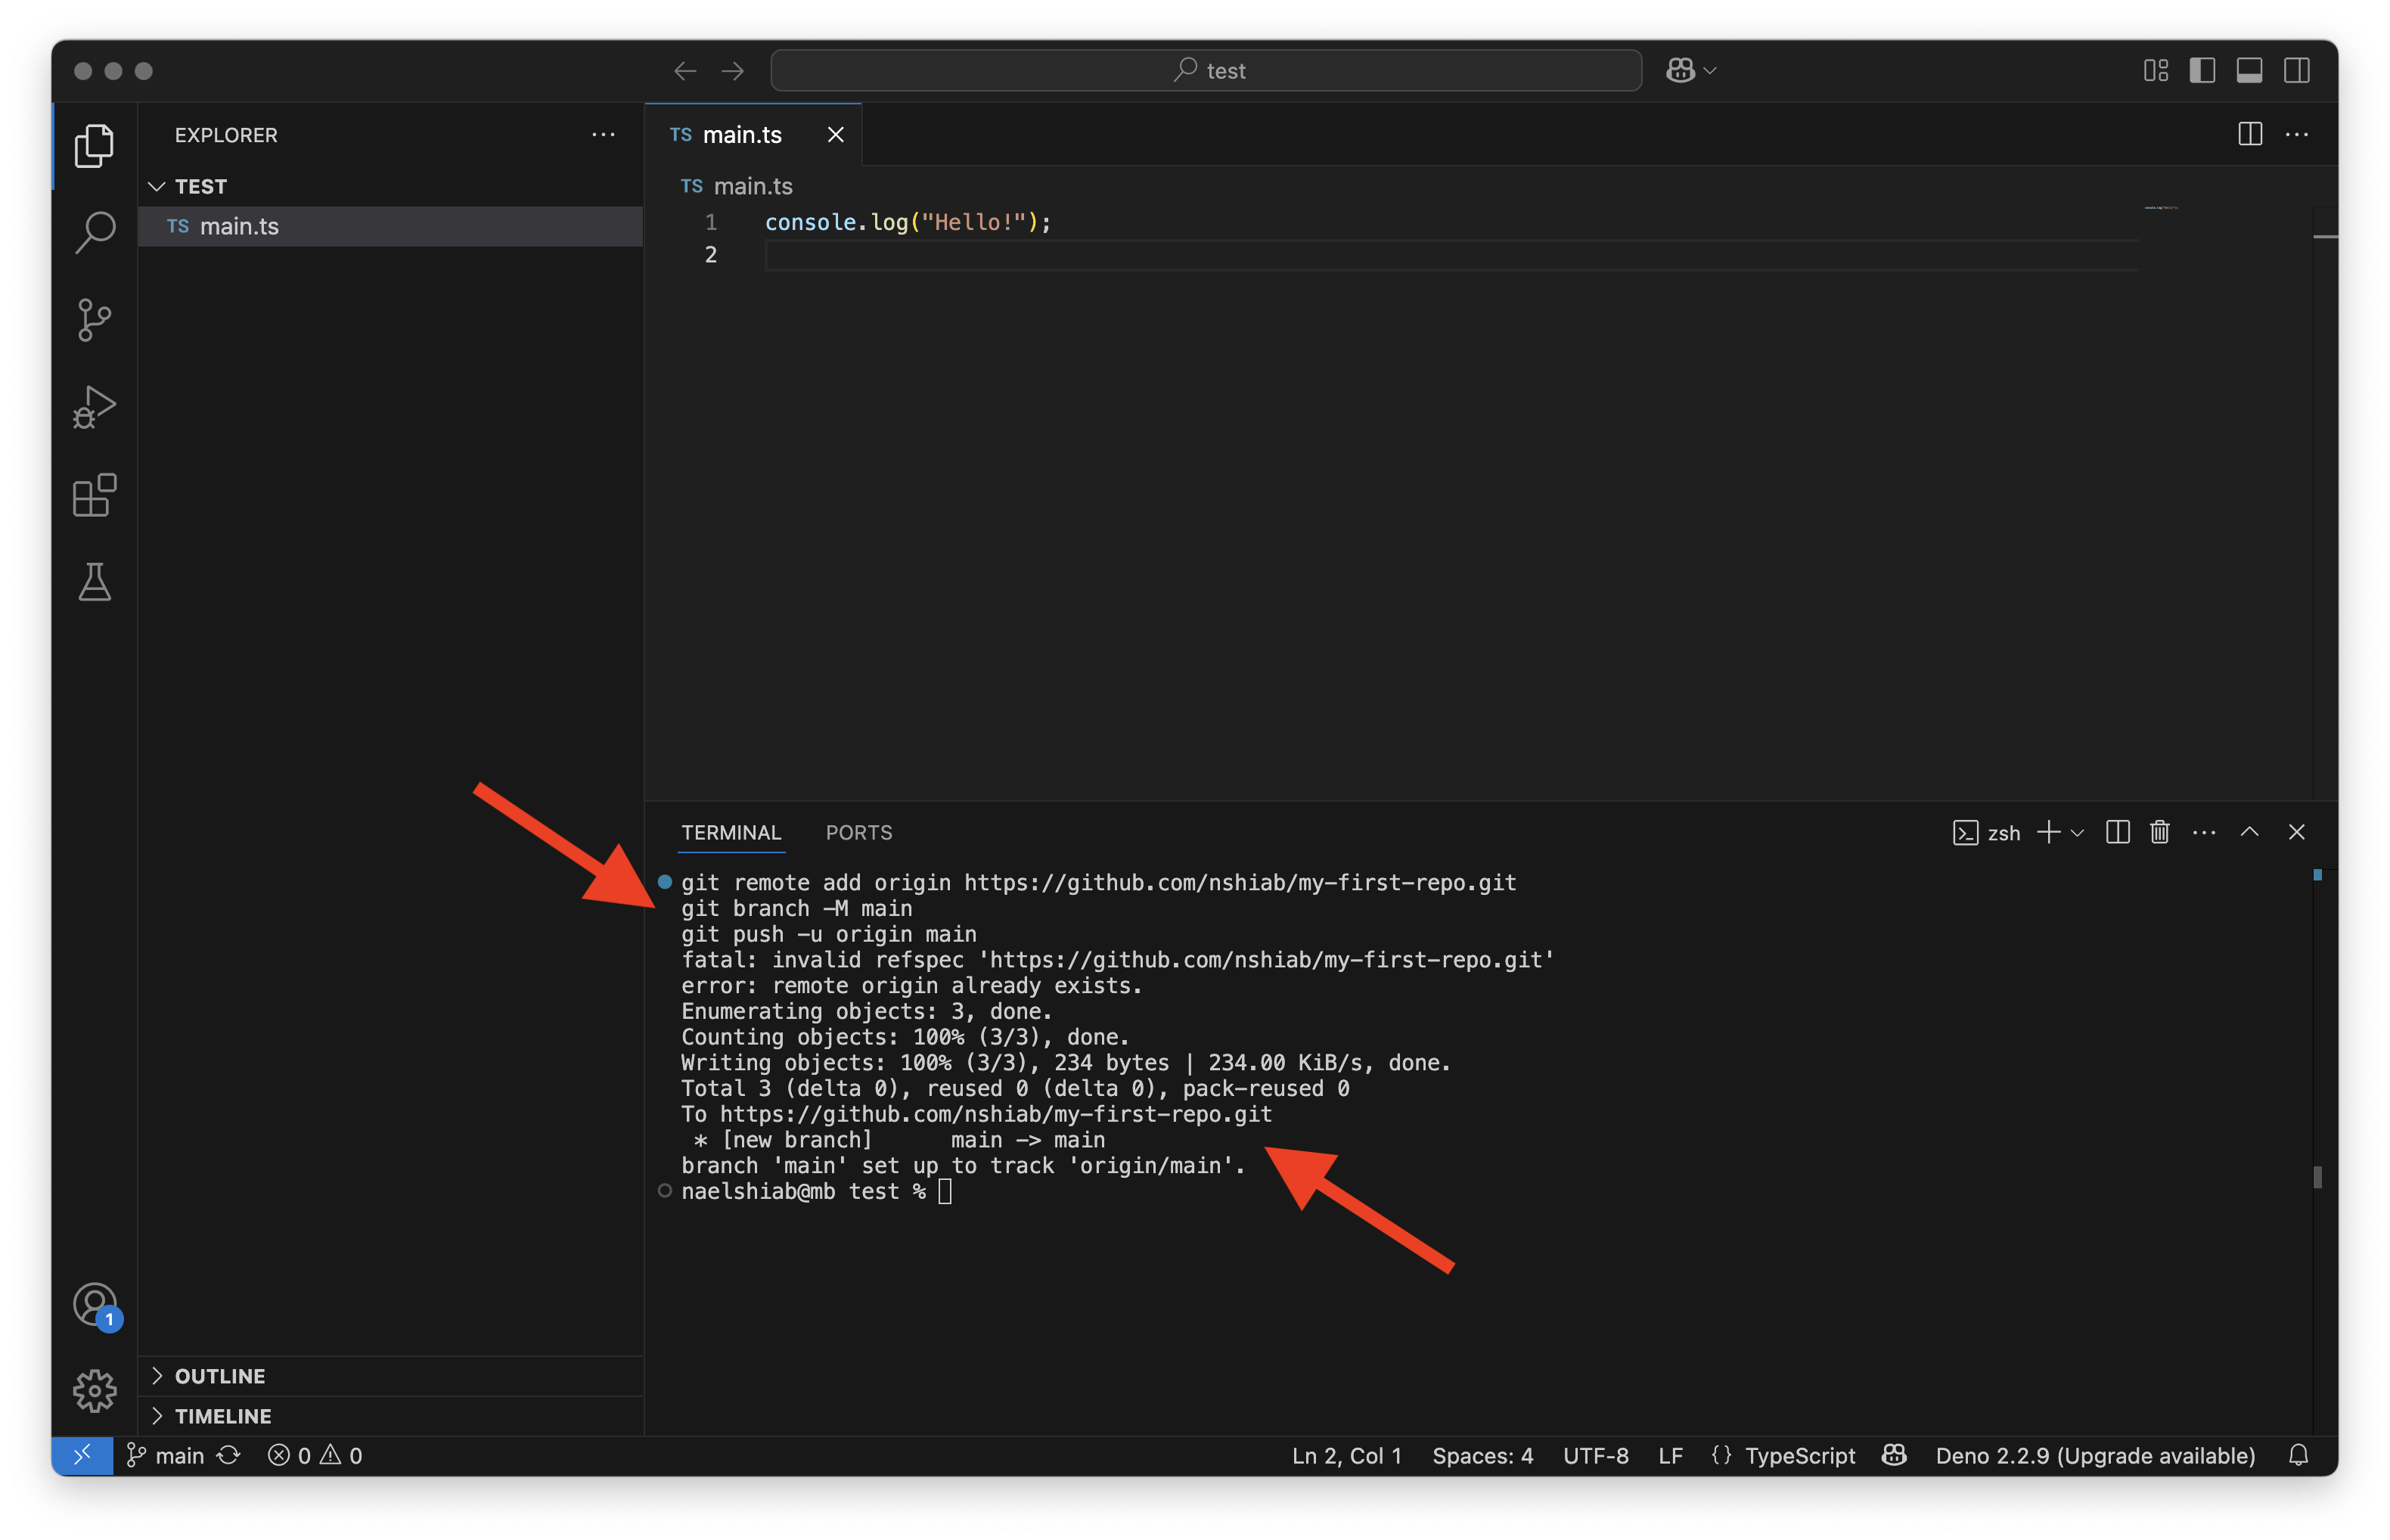 test
EXPLORER
TEST
TS main.ts
TS main.ts
TS main.ts
1 console.log("Hello!");
2
TERMINAL PORTS
zsh
git remote add origin https://github.com/nshiab/my-first-repo.git
git branch -M main
git push -u origin main
fatal: invalid refspec 'https://github.com/nshiab/my-first-repo.git'
error: remote origin already exists.
Enumerating objects: 3, done.
Counting objects: 100% (3/3), done.
Writing objects: 100% (3/3), 234 bytes | 234.00 KiB/s, done.
Total 3 (delta 0), reused 0 (delta 0), pack-reused 0
To https://github.com/nshiab/my-first-repo.git
 * [new branch]      main -> main
branch 'main' set up to track 'origin/main'.
naelshiab@mb test %
1
OUTLINE
TIMELINE
main 0 0 Ln 2, Col 1 Spaces: 4 UTF-8 LF {} TypeScript Deno 2.2.9 (Upgrade available)